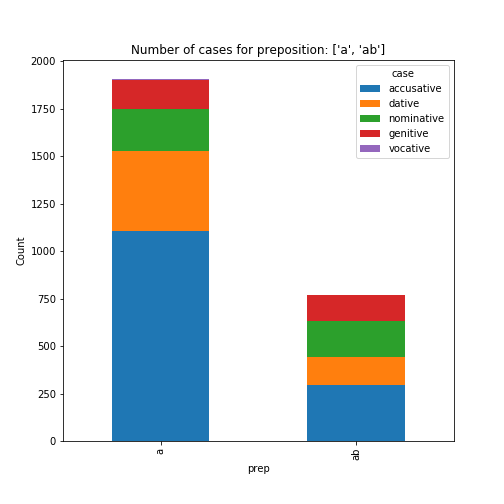 Number of cases for preposition: ['a', 'ab']
case
accusative
dative
nominative
genitive
vocative
2000
1750
1500
1250
1000
750
500
250
0
Count
a
ab
prep